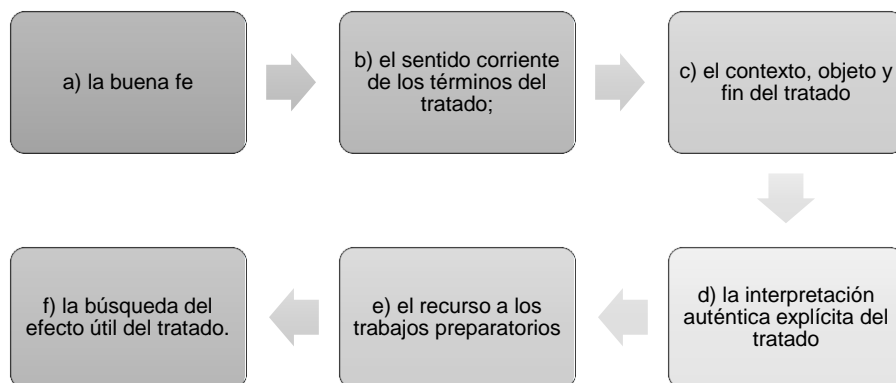 a) la buena fe
b) el sentido corriente
de los términos del
tratado;
c) el contexto, objeto y
fin del tratado
d) la interpretación
auténtica explícita del
tratado
e) el recurso a los
trabajos preparatorios
f) la búsqueda del
efecto útil del tratado.